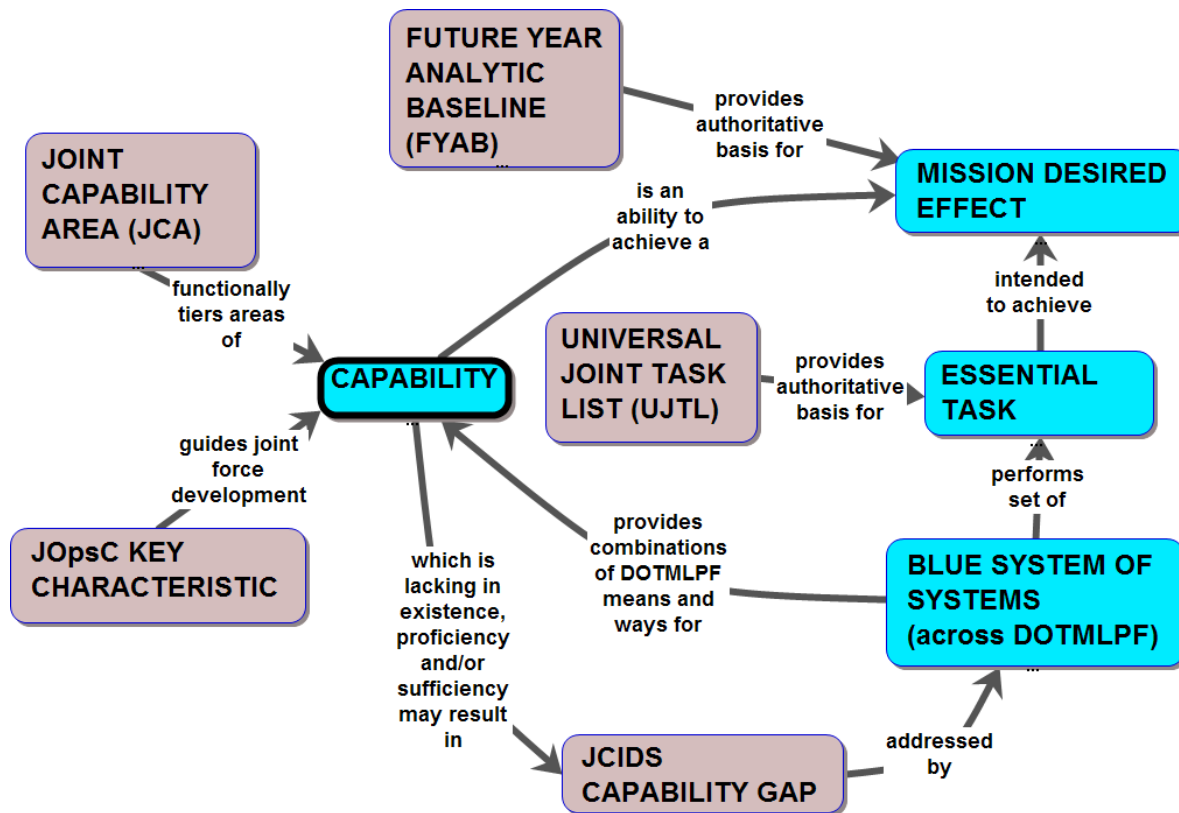 FUTURE YEAR
ANALYTIC
BASELINE
(FYAB)
...
provides
authoritative
basis for
JOINT
CAPABILITY
AREA (JCA)
...
MISSION DESIRED
EFFECT
...
is an
ability to
achieve a
functionally
tiers areas
of
intended
to achieve
UNIVERSAL
JOINT TASK
LIST (UJTL)
provides
authoritative
basis for
ESSENTIAL
TASK
...
CAPABILITY
...
guides joint
force
development
performs
set of
JOpsC KEY
CHARACTERISTIC
which is
lacking in
existence,
proficiency
and/or
sufficiency
may result
in
provides
combinations
of DOTMLPF
means and
ways for
BLUE SYSTEM OF
SYSTEMS
(across DOTMLPF)
...
JCIDS
CAPABILITY GAP
addressed
by